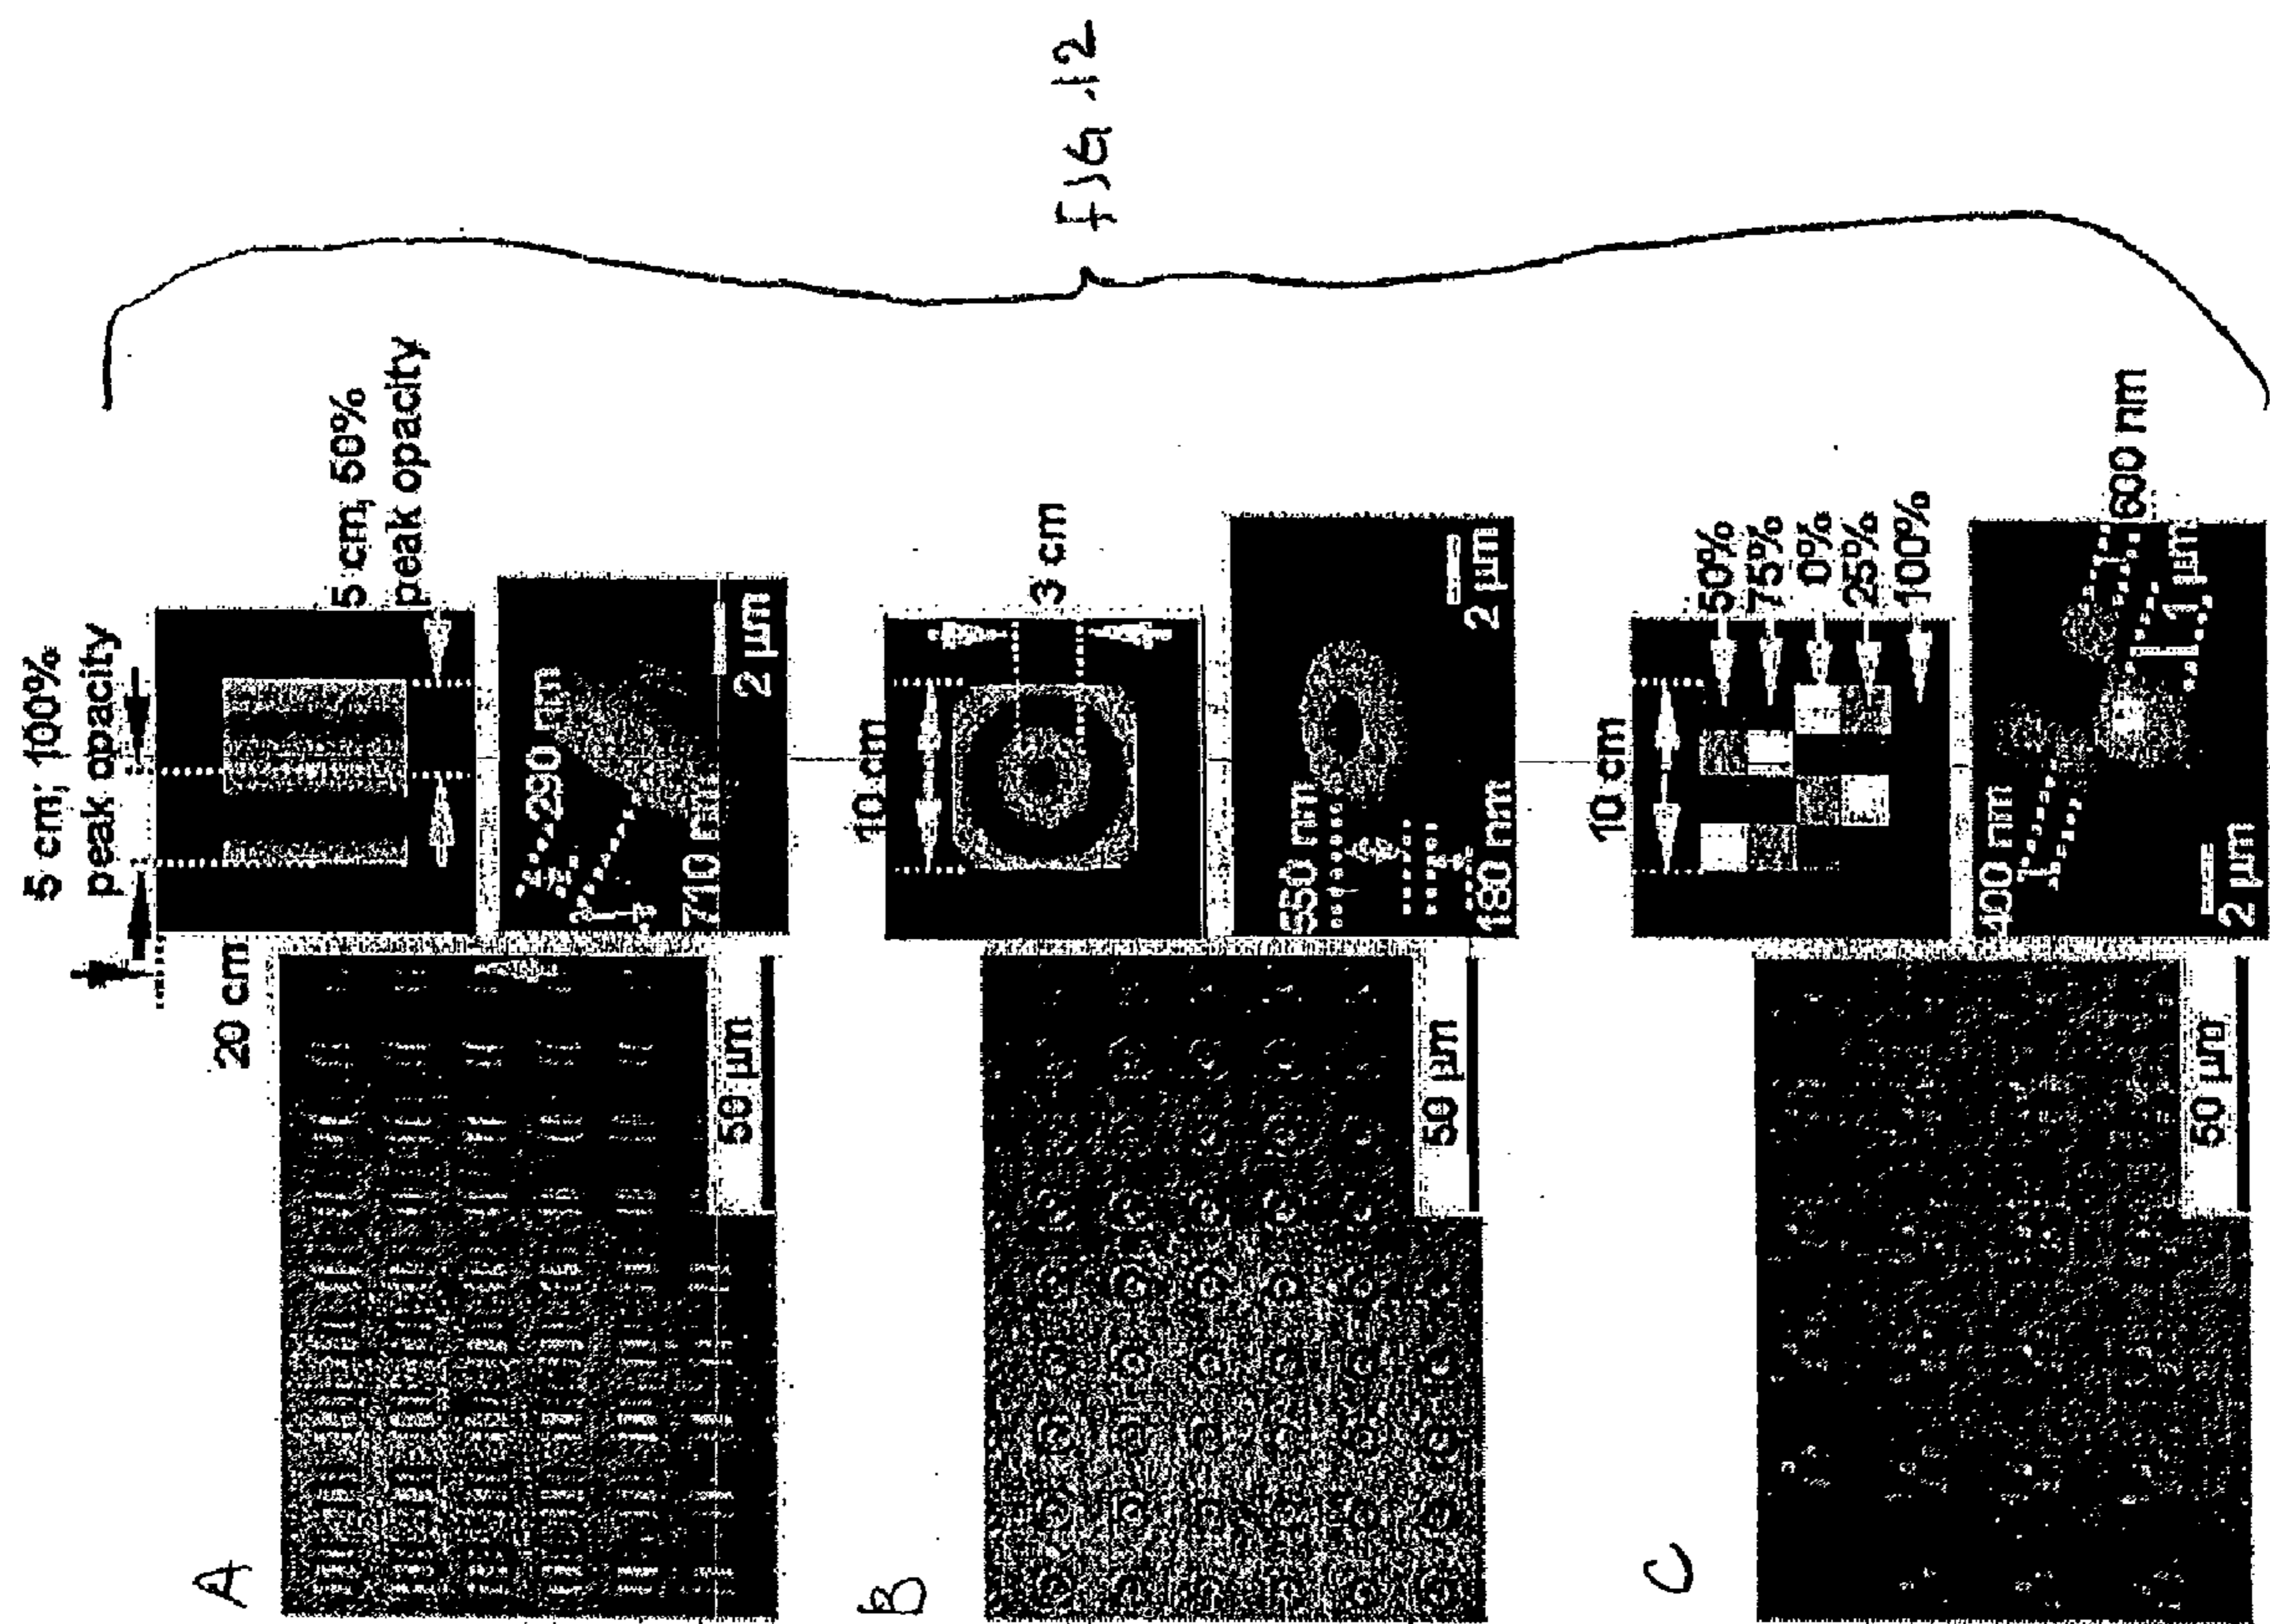 FIG. 12
A
5 cm; 100%
peak opacity
20 cm
5 cm; 50%
peak opacity
290 nm
710 nm
2 µm
50 µm
B
10 cm
3 cm
550 nm
180 nm
2 µm
50 µm
C
10 cm
50%
75%
0%
25%
100%
400 nm
600 nm
1.1 µm
2 µm
50 µm